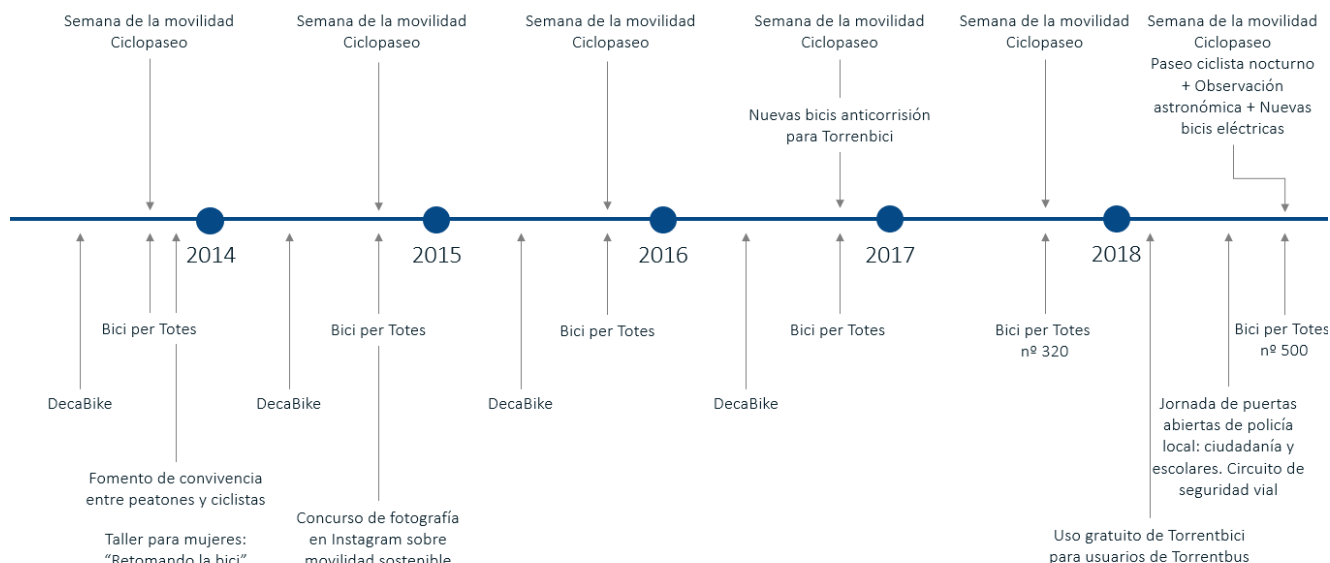 Semana de la movilidad
Ciclopaseo
Semana de la movilidad
Ciclopaseo
Semana de la movilidad
Ciclopaseo
Semana de la movilidad
Ciclopaseo
Nuevas bicis anticorrisión
para Torrenbici
Semana de la movilidad
Ciclopaseo
Semana de la movilidad
Ciclopaseo
Paseo ciclista nocturno
+ Observación
astronómica + Nuevas
bicis eléctricas
2014
2015
2016
2017
2018
Bici per Totes
Bici per Totes
Bici per Totes
Bici per Totes
Bici per Totes
nº 320
Bici per Totes
nº 500
DecaBike
DecaBike
DecaBike
DecaBike
Jornada de puertas
abiertas de policía
local: ciudadanía y
escolares. Circuito de
seguridad vial
Fomento de convivencia
entre peatones y ciclistas
Taller para mujeres:
“Retomando la bici”
Concurso de fotografía
en Instagram sobre
movilidad sostenible
Uso gratuito de Torrentbici
para usuarios de Torrentbus